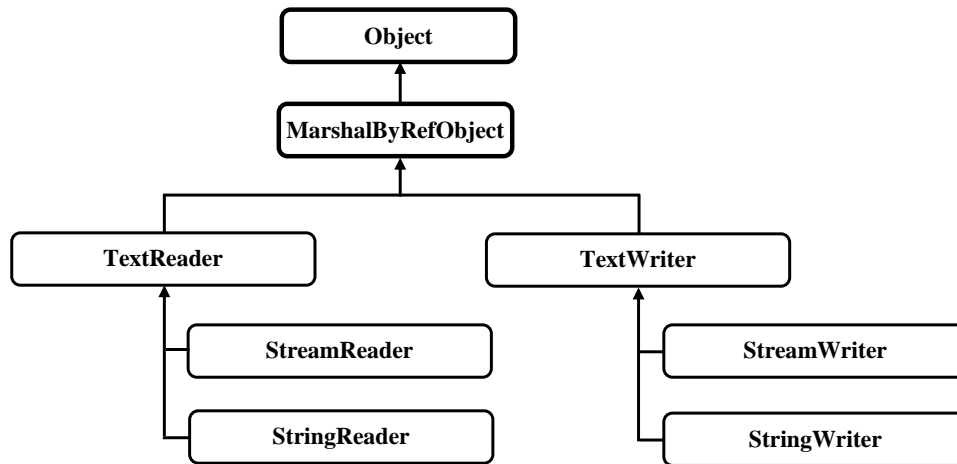 Object
MarshalByRefObject
TextReader
TextWriter
StreamReader
StreamWriter
StringReader
StringWriter